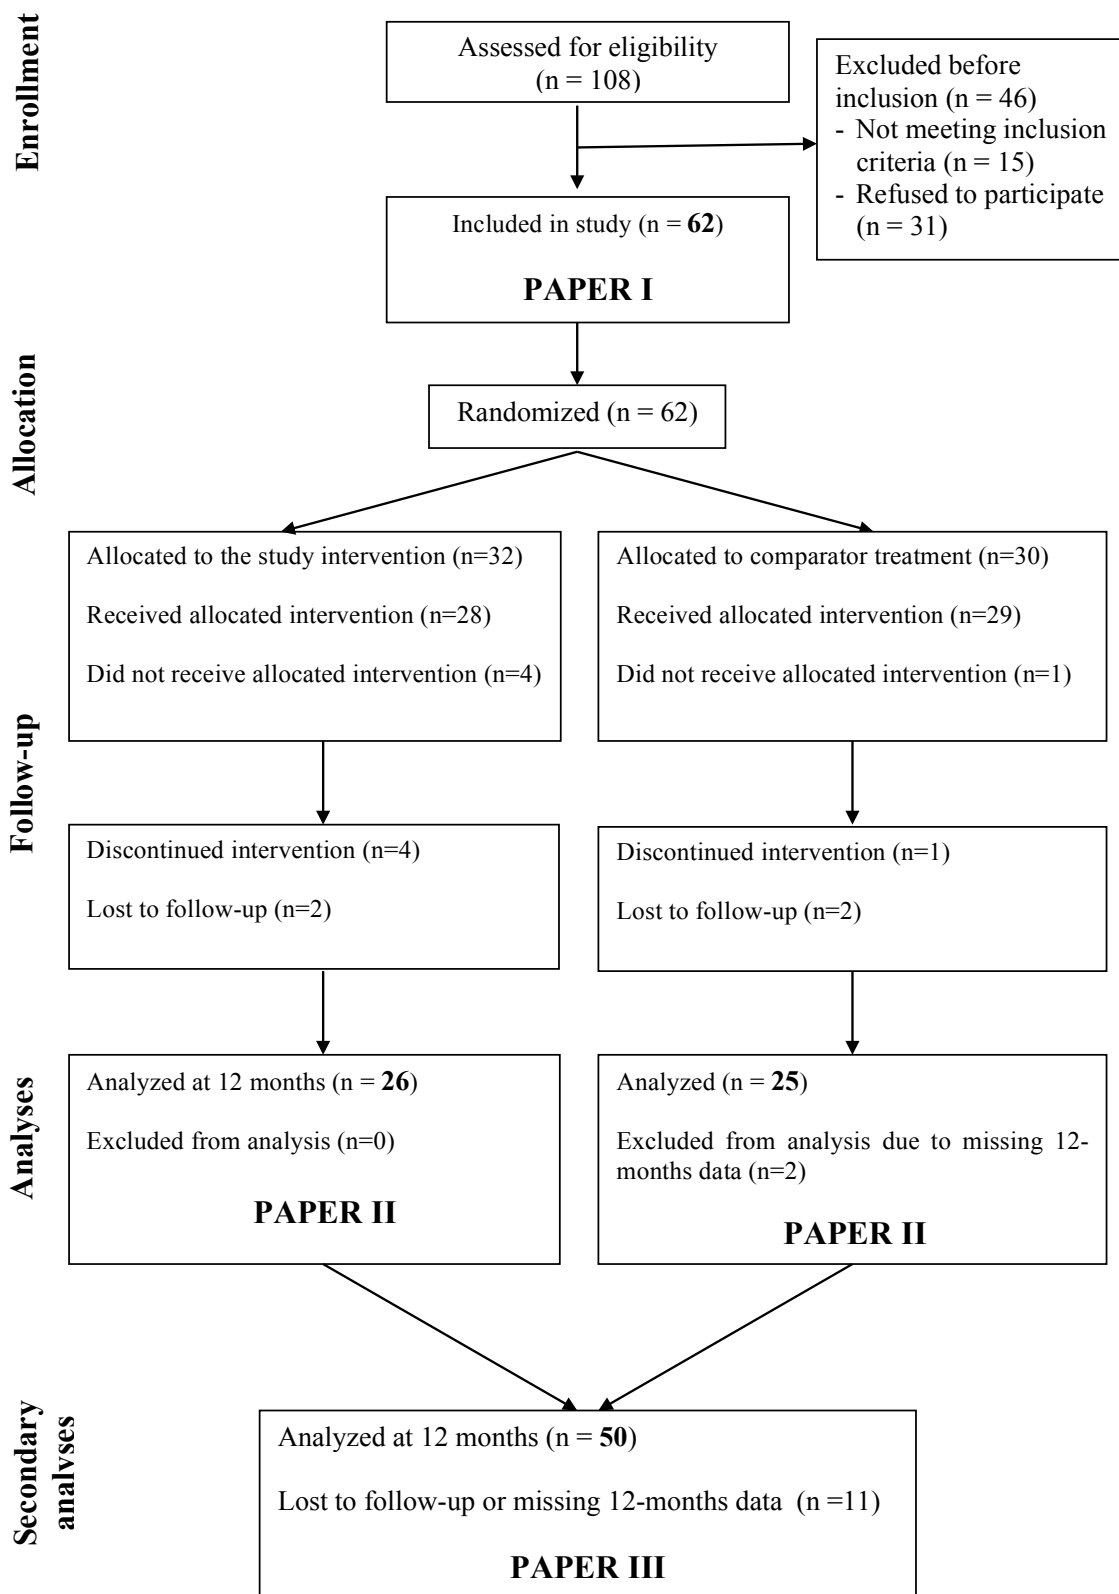 Enrollment
Assessed for eligibility
(n = 108)
Excluded before
inclusion (n = 46)
- Not meeting inclusion
criteria (n = 15)
- Refused to participate
(n = 31)
Included in study (n = 62)
PAPER I
Allocation
Randomized (n = 62)
Allocated to the study intervention (n=32)
Received allocated intervention (n=28)
Did not receive allocated intervention (n=4)
Allocated to comparator treatment (n=30)
Received allocated intervention (n=29)
Did not receive allocated intervention (n=1)
Follow-up
Discontinued intervention (n=4)
Lost to follow-up (n=2)
Discontinued intervention (n=1)
Lost to follow-up (n=2)
Analyses
Analyzed at 12 months (n = 26)
Excluded from analysis (n=0)
PAPER II
Analyzed (n = 25)
Excluded from analysis due to missing 12-
months data (n=2)
PAPER II
Secondary
analyses
Analyzed at 12 months (n = 50)
Lost to follow-up or missing 12-months data (n =11)
PAPER III